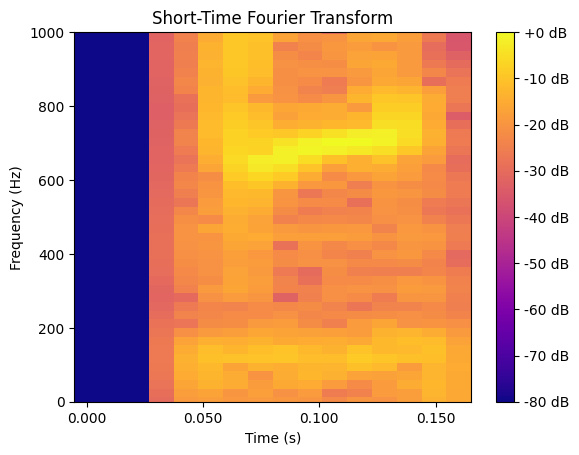 Short-Time Fourier Transform
Frequency (Hz)
1000
800
600
400
200
0
0.000
0.050
0.100
0.150
Time (s)
+0 dB
-10 dB
-20 dB
-30 dB
-40 dB
-50 dB
-60 dB
-70 dB
-80 dB